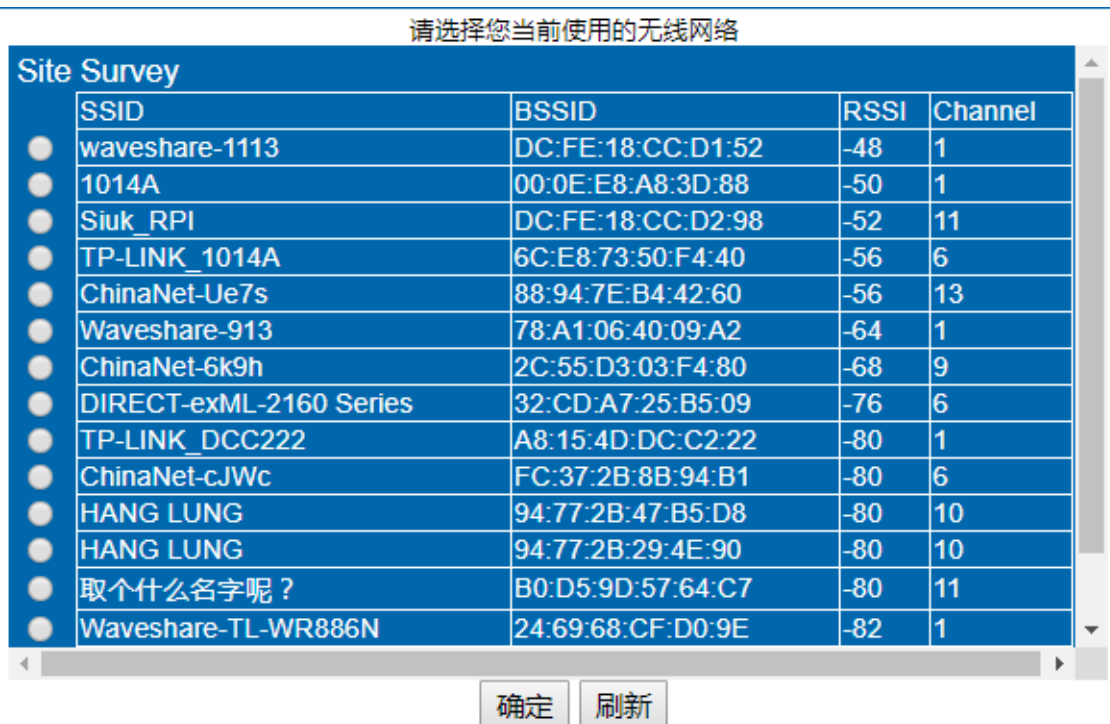 请选择您当前使用的无线网络
Site Survey
SSID BSSID RSSI Channel
waveshare-1113 DC:FE:18:CC:D1:52 -48 1
1014A 00:0E:E8:A8:3D:88 -50 1
Siuk_RPI DC:FE:18:CC:D2:98 -52 11
TP-LINK_1014A 6C:E8:73:50:F4:40 -56 6
ChinaNet-Ue7s 88:94:7E:B4:42:60 -56 13
Waveshare-913 78:A1:06:40:09:A2 -64 1
ChinaNet-6k9h 2C:55:D3:03:F4:80 -68 9
DIRECT-exML-2160 Series 32:CD:A7:25:B5:09 -76 6
TP-LINK_DCC222 A8:15:4D:DC:C2:22 -80 1
ChinaNet-cJWc FC:37:2B:8B:94:B1 -80 6
HANG LUNG 94:77:2B:47:B5:D8 -80 10
HANG LUNG 94:77:2B:29:4E:90 -80 10
取个什么名字呢？ B0:D5:9D:57:64:C7 -80 11
Waveshare-TL-WR886N 24:69:68:CF:D0:9E -82 1
确定 刷新